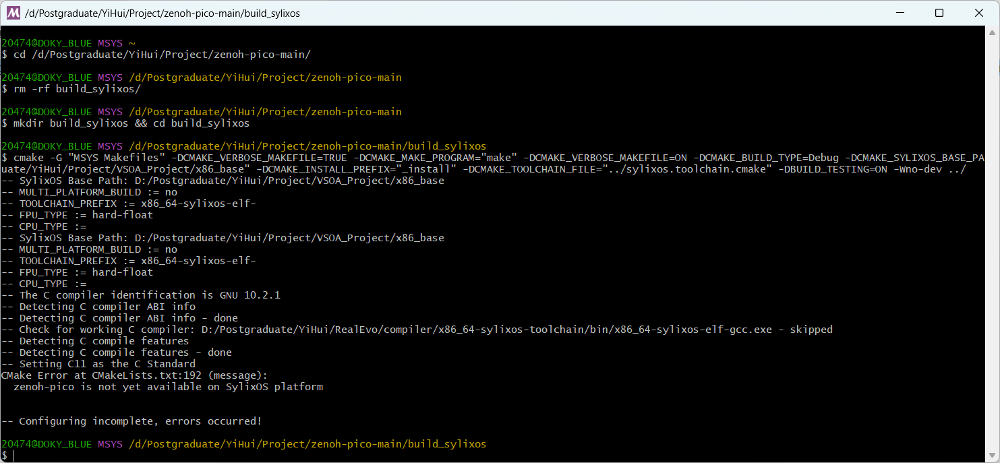 M /d/Postgraduate/YiHui/Project/zenoh-pico-main/build_sylixos
20474@DOKY_BLUE MSYS ~
$ cd /d/Postgraduate/YiHui/Project/zenoh-pico-main/
20474@DOKY_BLUE MSYS /d/Postgraduate/YiHui/Project/zenoh-pico-main
$ rm -rf build_sylixos/
20474@DOKY_BLUE MSYS /d/Postgraduate/YiHui/Project/zenoh-pico-main
$ mkdir build_sylixos && cd build_sylixos
20474@DOKY_BLUE MSYS /d/Postgraduate/YiHui/Project/zenoh-pico-main/build_sylixos
$ cmake -G "MSYS Makefiles" -DCMAKE_VERBOSE_MAKEFILE=TRUE -DCMAKE_MAKE_PROGRAM="make" -DCMAKE_VERBOSE_MAKEFILE=ON -DCMAKE_BUILD_TYPE=Debug -DCMAKE_SYLIXOS_BASE_PA
uate/YiHui/Project/VSOA_Project/x86_base" -DCMAKE_INSTALL_PREFIX="_install" -DCMAKE_TOOLCHAIN_FILE="../sylixos.toolchain.cmake" -DBUILD_TESTING=ON -Wno-dev ../
-- SylixOS Base Path: D:/Postgraduate/YiHui/Project/VSOA_Project/x86_base
-- MULTI_PLATFORM_BUILD := no
-- TOOLCHAIN_PREFIX := x86_64-sylixos-elf-
-- FPU_TYPE := hard-float
-- CPU_TYPE :=
-- SylixOS Base Path: D:/Postgraduate/YiHui/Project/VSOA_Project/x86_base
-- MULTI_PLATFORM_BUILD := no
-- TOOLCHAIN_PREFIX := x86_64-sylixos-elf-
-- FPU_TYPE := hard-float
-- CPU_TYPE :=
-- The C compiler identification is GNU 10.2.1
-- Detecting C compiler ABI info
-- Detecting C compiler ABI info - done
-- Check for working C compiler: D:/Postgraduate/YiHui/RealEvo/compiler/x86_64-sylixos-toolchain/bin/x86_64-sylixos-elf-gcc.exe - skipped
-- Detecting C compile features
-- Detecting C compile features - done
-- Setting C11 as the C Standard
CMake Error at CMakeLists.txt:192 (message):
  zenoh-pico is not yet available on SylixOS platform
-- Configuring incomplete, errors occurred!
20474@DOKY_BLUE MSYS /d/Postgraduate/YiHui/Project/zenoh-pico-main/build_sylixos
$